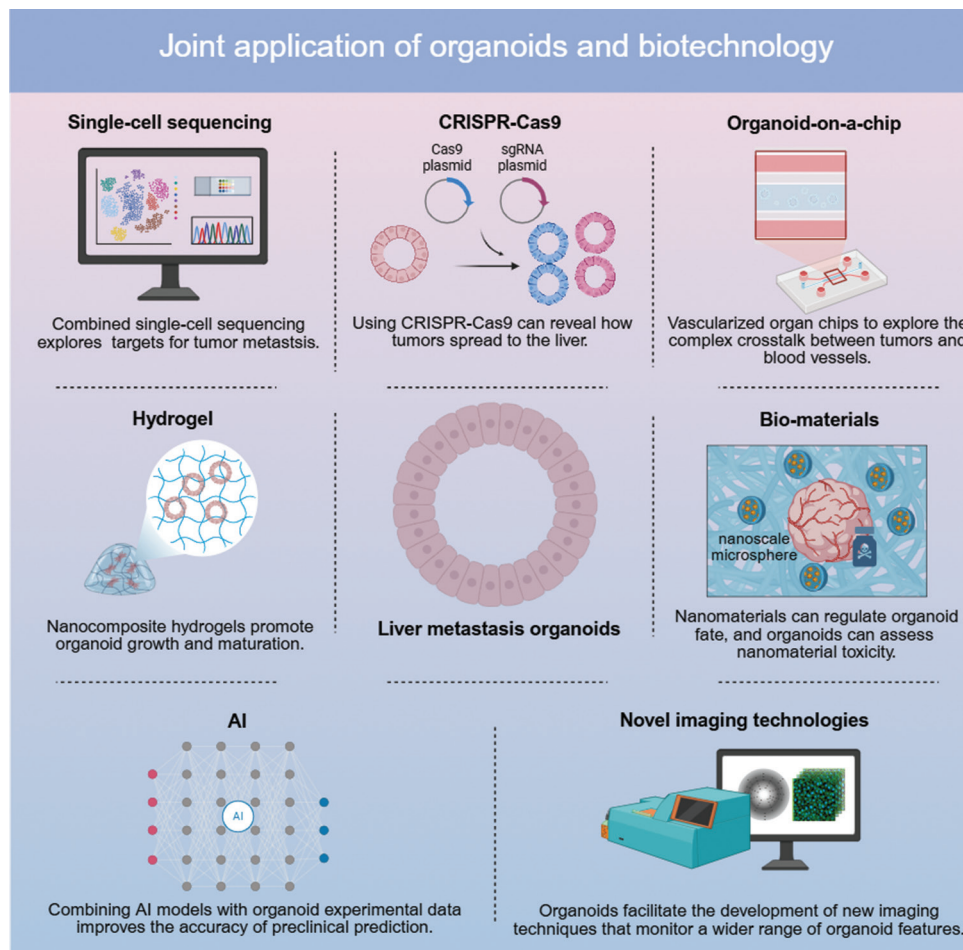 Joint application of organoids and biotechnology
Single-cell sequencing
Combined single-cell sequencing
explores targets for tumor metastsis.
CRISPR-Cas9
Cas9
plasmid
sgRNA
plasmid
Using CRISPR-Cas9 can reveal how
tumors spread to the liver.
Organoid-on-a-chip
Vascularized organ chips to explore the
complex crosstalk between tumors and
blood vessels.
Hydrogel
Nanocomposite hydrogels promote
organoid growth and maturation.
Liver metastasis organoids
Bio-materials
nanoscale
microsphere
Nanomaterials can regulate organoid
fate, and organoids can assess
nanomaterial toxicity.
AI
AI
Combining AI models with organoid experimental data
improves the accuracy of preclinical prediction.
Novel imaging technologies
Organoids facilitate the development of new imaging
techniques that monitor a wider range of organoid features.